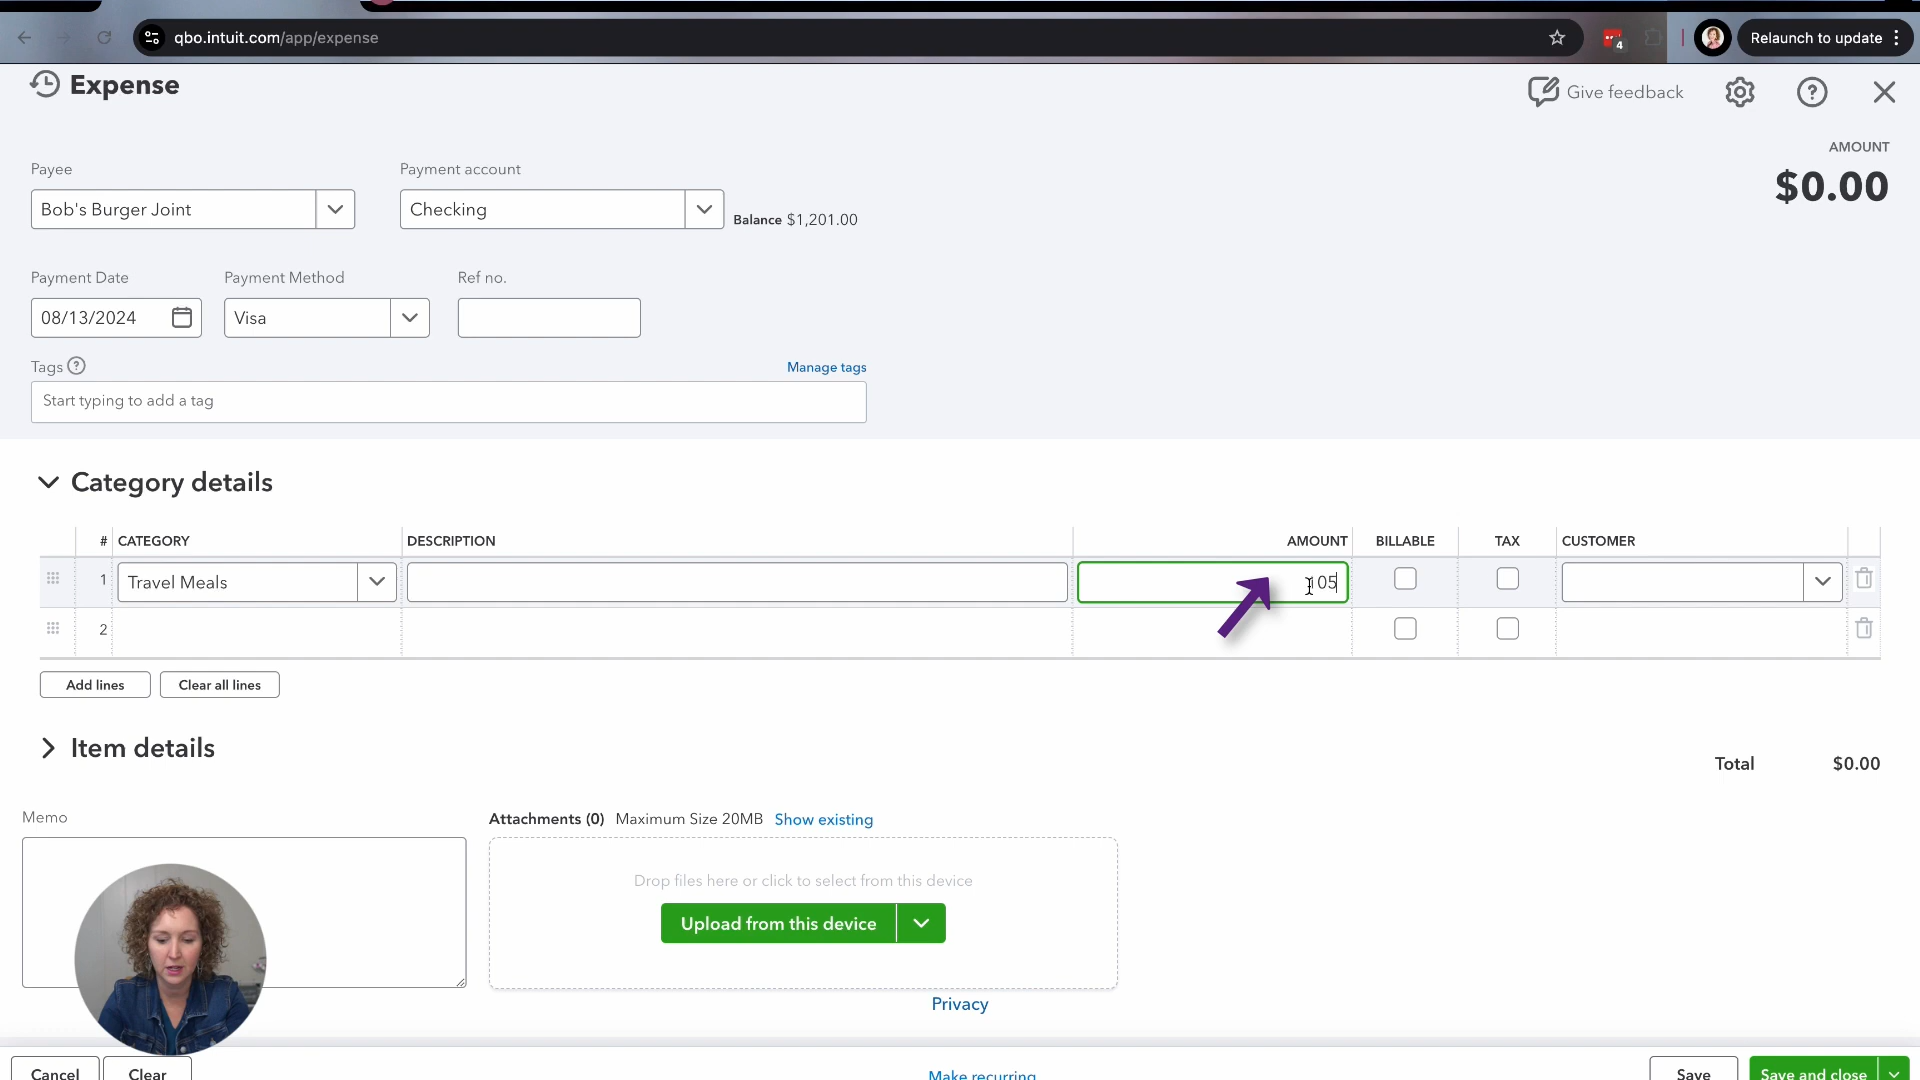 qbo.intuit.com/app/expense
4
Relaunch to update
Expense
Give feedback
AMOUNT
$0.00
Payee
Payment account
Bob's Burger Joint
Checking
Balance $1,201.00
Payment Date
Payment Method
Ref no.
08/13/2024
Visa
Tags ?
Manage tags
Start typing to add a tag
Category details
# CATEGORY DESCRIPTION AMOUNT BILLABLE TAX CUSTOMER
1 Travel Meals 105
2
Add lines
Clear all lines
Item details
Total $0.00
Memo
Attachments (0) Maximum Size 20MB Show existing
Drop files here or click to select from this device
Upload from this device
Privacy
Cancel
Clear
Make recurring
Save
Save and close